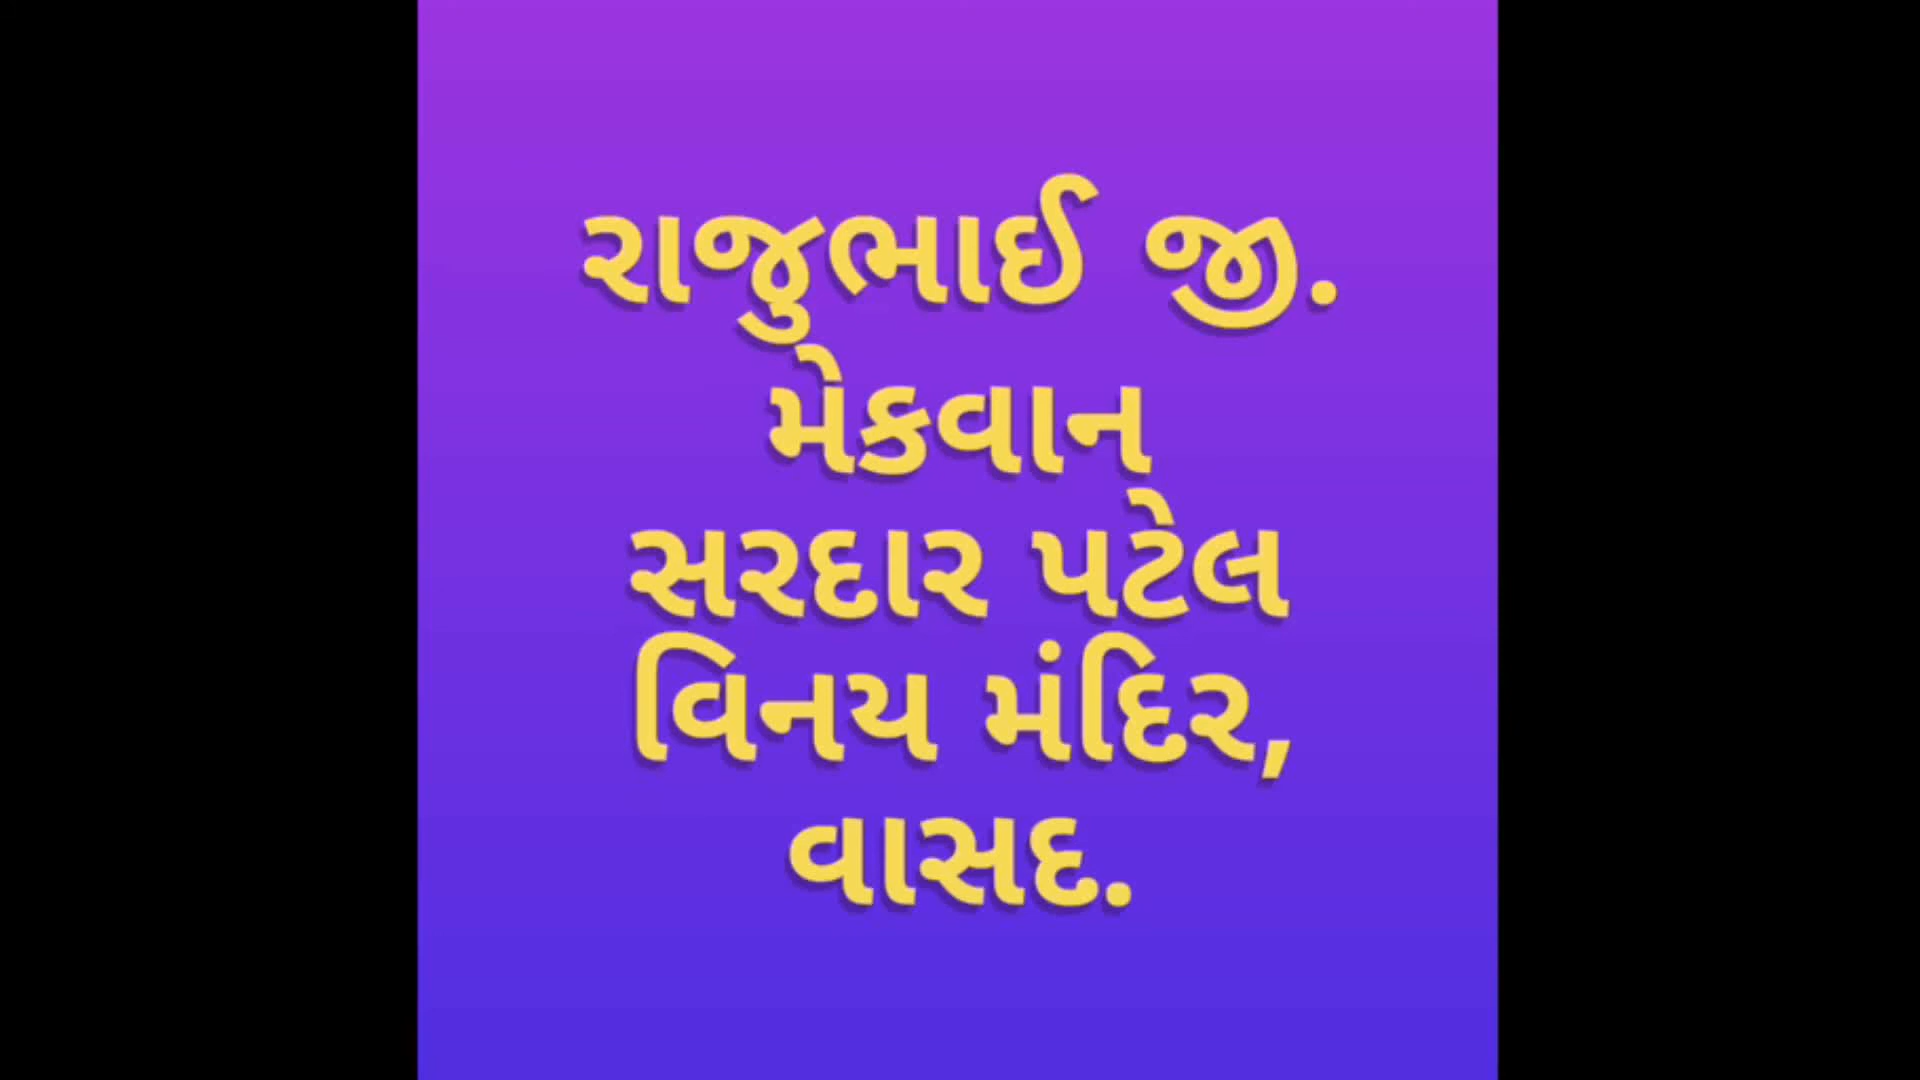 રાજુભાઈ જી.
મેકવાન
સરદાર પટેલ
વિનય મંદિર,
વાસદ.